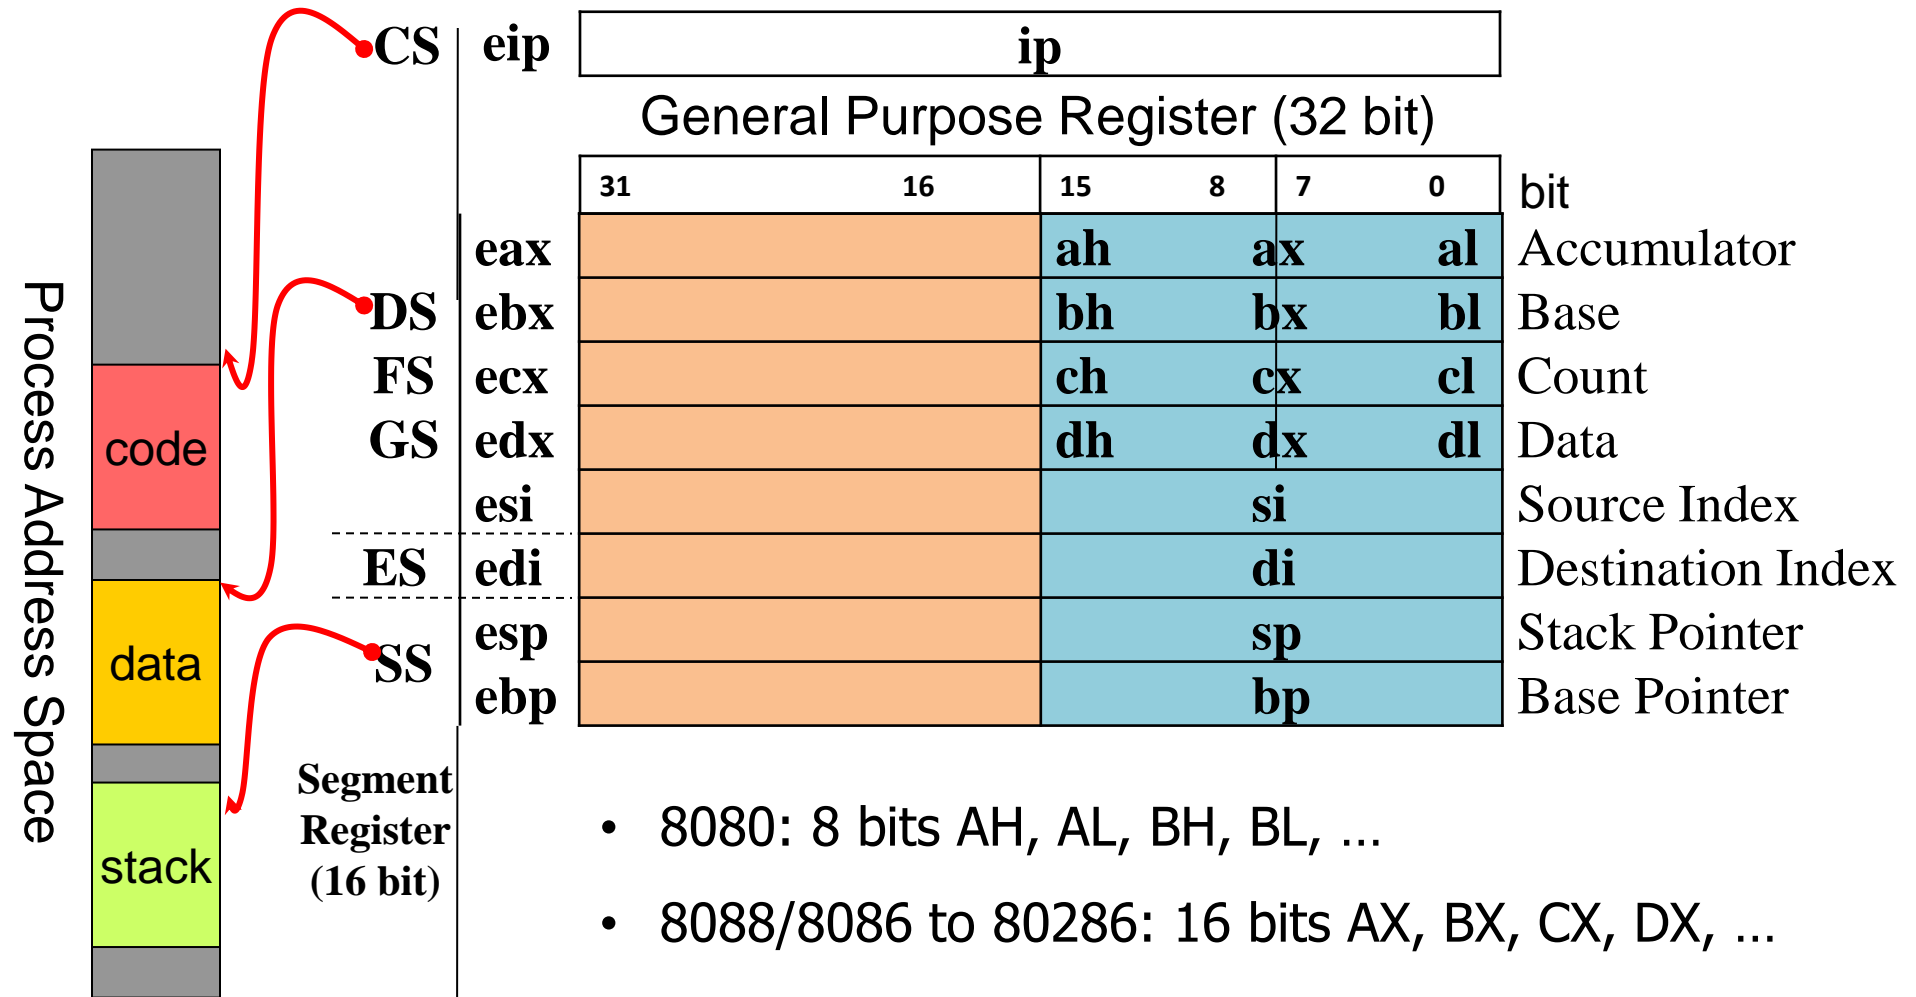 CS eip ip
General Purpose Register (32 bit)
31 16 15 8 7 0 bit
eax ah ax al Accumulator
DS ebx bh bx bl Base
FS ecx ch cx cl Count
GS edx dh dx dl Data
esi si Source Index
ES edi di Destination Index
SS esp sp Stack Pointer
ebp bp Base Pointer
Process Address Space
code
data
stack
Segment
Register
(16 bit)
• 8080: 8 bits AH, AL, BH, BL, …
• 8088/8086 to 80286: 16 bits AX, BX, CX, DX, …